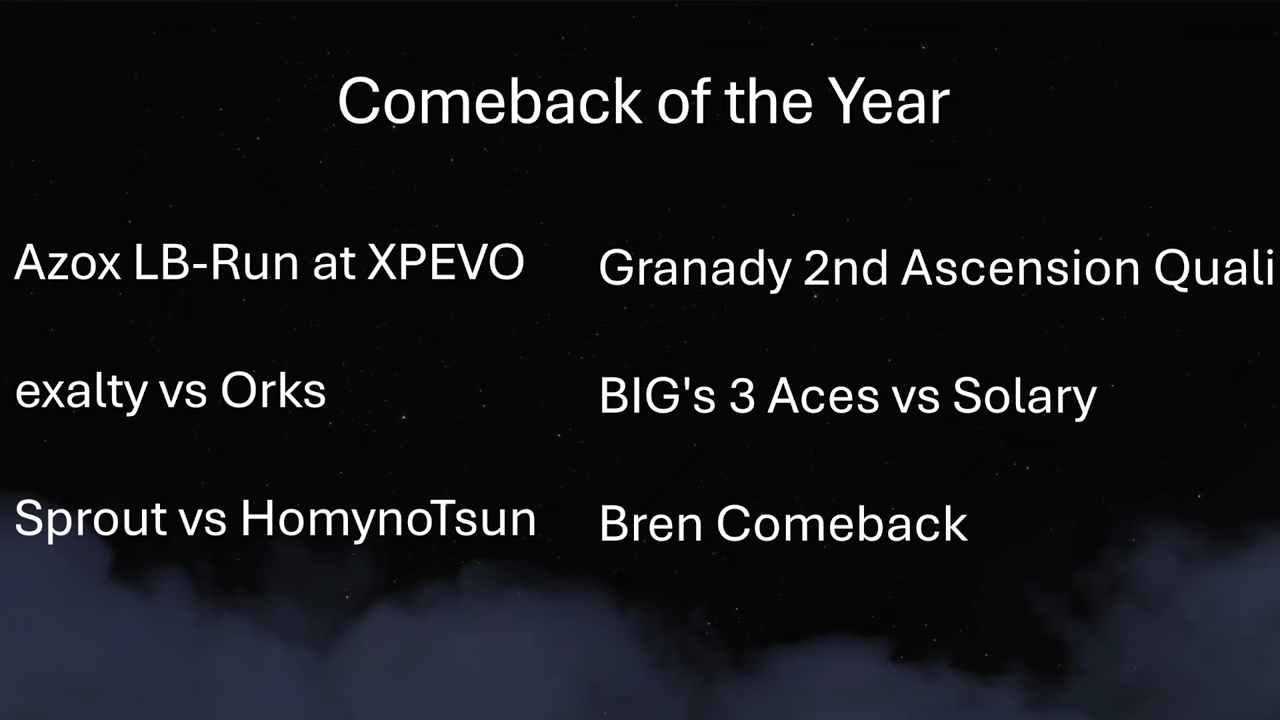 Comeback of the Year
Azox LB-Run at XPEVO
Granady 2nd Ascension Quali
exalty vs Orks
BIG's 3 Aces vs Solary
Sprout vs HomynoTsun
Bren Comeback